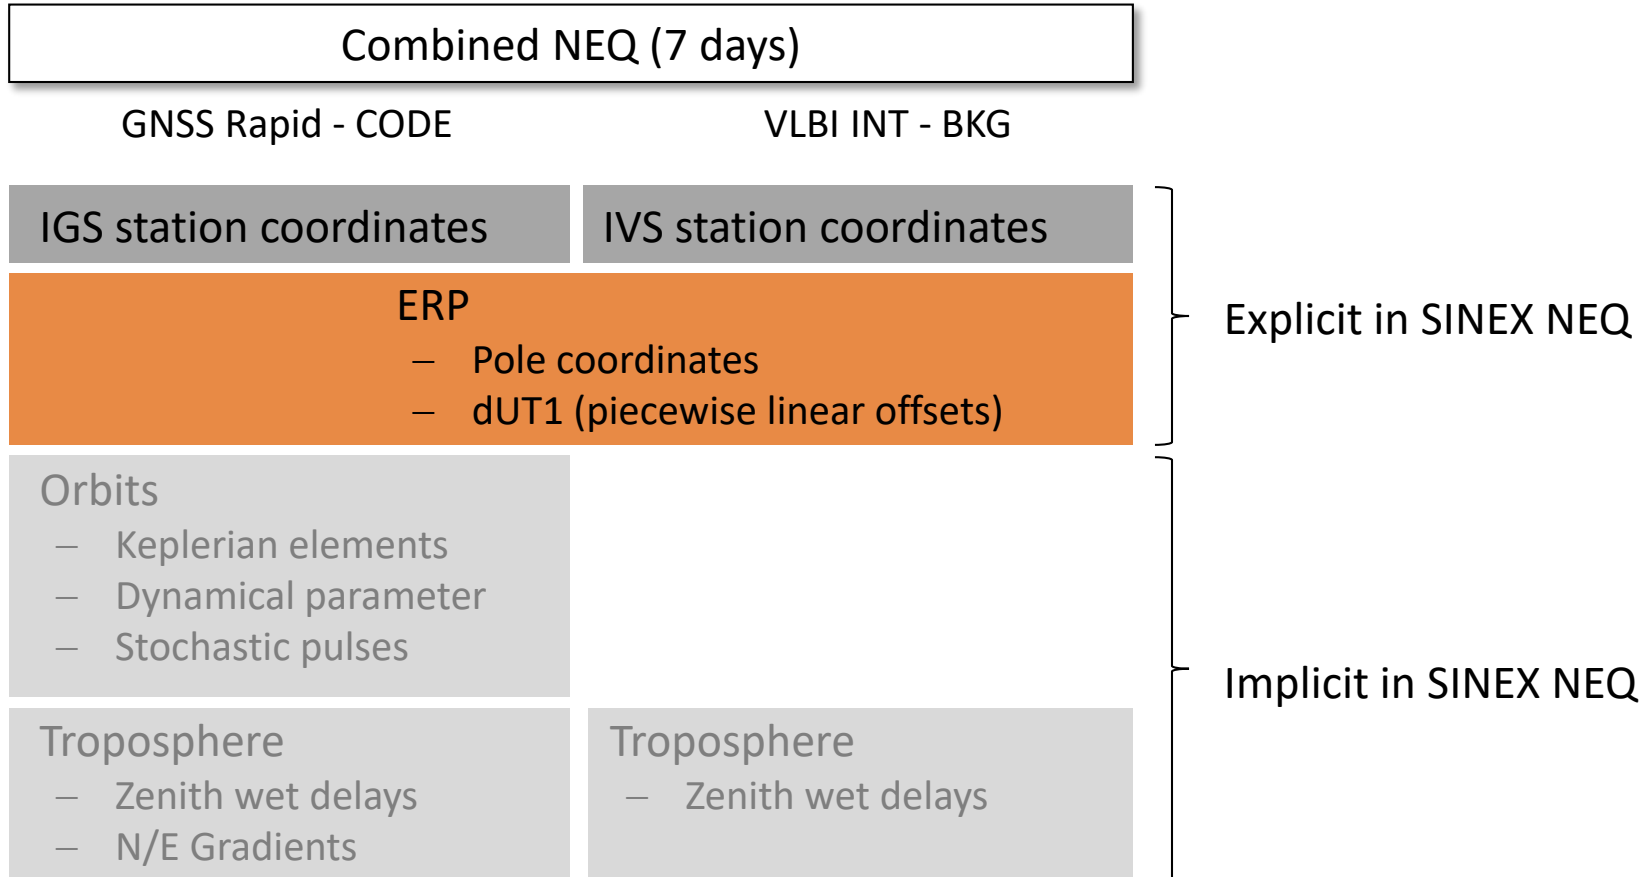 Combined NEQ (7 days)
GNSS Rapid - CODE
VLBI INT - BKG
IGS station coordinates
IVS station coordinates
ERP
– Pole coordinates
– dUT1 (piecewise linear offsets)
Explicit in SINEX NEQ
Orbits
– Keplerian elements
– Dynamical parameter
– Stochastic pulses
Implicit in SINEX NEQ
Troposphere
– Zenith wet delays
– N/E Gradients
Troposphere
– Zenith wet delays